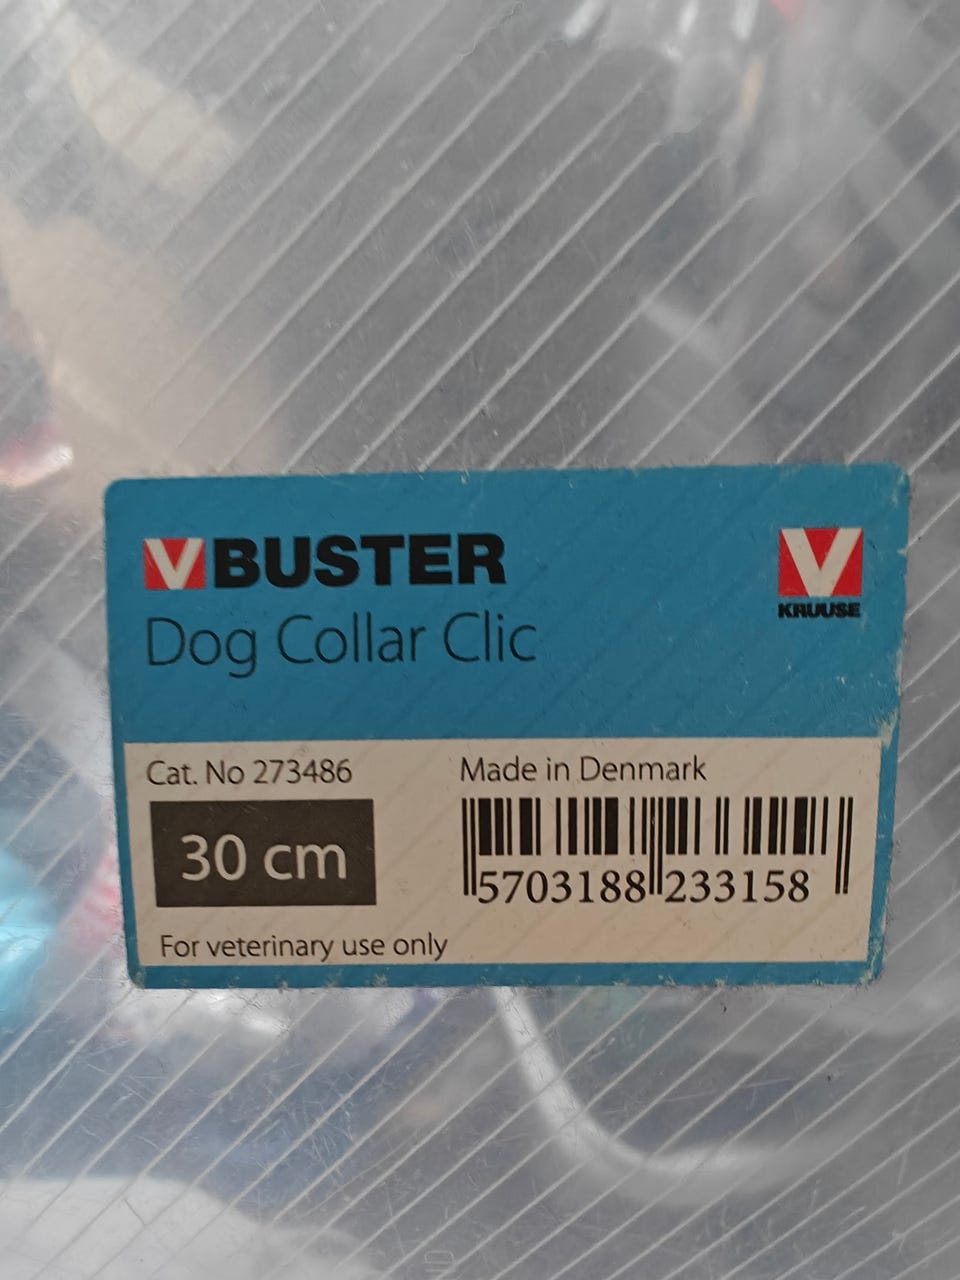 V BUSTER
V
KRUUSE
Dog Collar Clic
Cat. No 273486
Made in Denmark
30 cm
5703188 233158
For veterinary use only